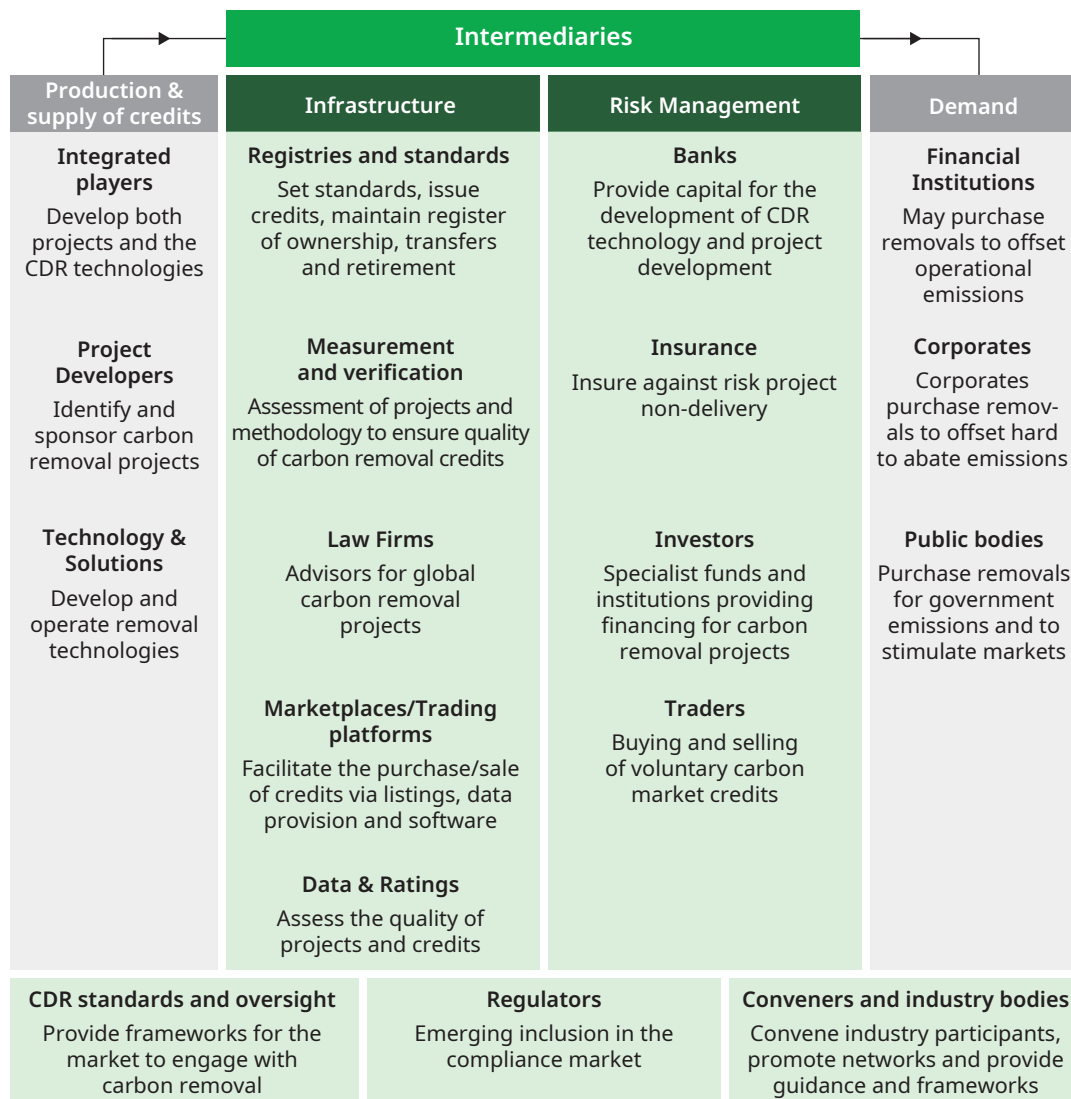 Intermediaries
Production &
supply of credits
Integrated
players
Develop both
projects and the
CDR technologies
Project
Developers
Identify and
sponsor carbon
removal projects
Technology &
Solutions
Develop and
operate removal
technologies
Infrastructure
Registries and standards
Set standards, issue
credits, maintain register
of ownership, transfers
and retirement
Measurement
and verification
Assessment of projects and
methodology to ensure quality
of carbon removal credits
Law Firms
Advisors for global
carbon removal
projects
Marketplaces/Trading
platforms
Facilitate the purchase/sale
of credits via listings, data
provision and software
Data & Ratings
Assess the quality of
projects and credits
Risk Management
Banks
Provide capital for the
development of CDR
technology and project
development
Insurance
Insure against risk project
non-delivery
Investors
Specialist funds and
institutions providing
financing for carbon
removal projects
Traders
Buying and selling
of voluntary carbon
market credits
Demand
Financial
Institutions
May purchase
removals to offset
operational
emissions
Corporates
Corporates
purchase remov-
als to offset hard
to abate emissions
Public bodies
Purchase removals
for government
emissions and to
stimulate markets
CDR standards and oversight
Provide frameworks for the
market to engage with
carbon removal
Regulators
Emerging inclusion in the
compliance market
Conveners and industry bodies
Convene industry participants,
promote networks and provide
guidance and frameworks